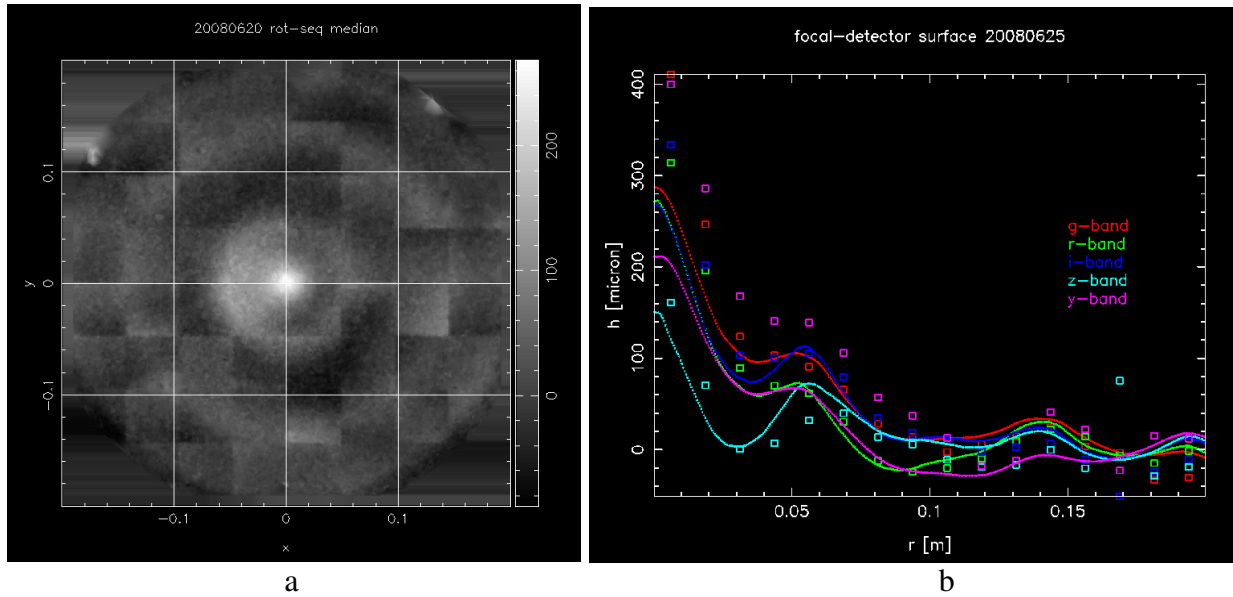 20080620 rot-seq median
y
0.1
0
-0.1
-0.1
0
0.1
x
200
100
0
a
focal-detector surface 20080625
h [micron]
400
300
200
100
0
g-band
r-band
i-band
z-band
y-band
0.05
0.1
0.15
r [m]
b